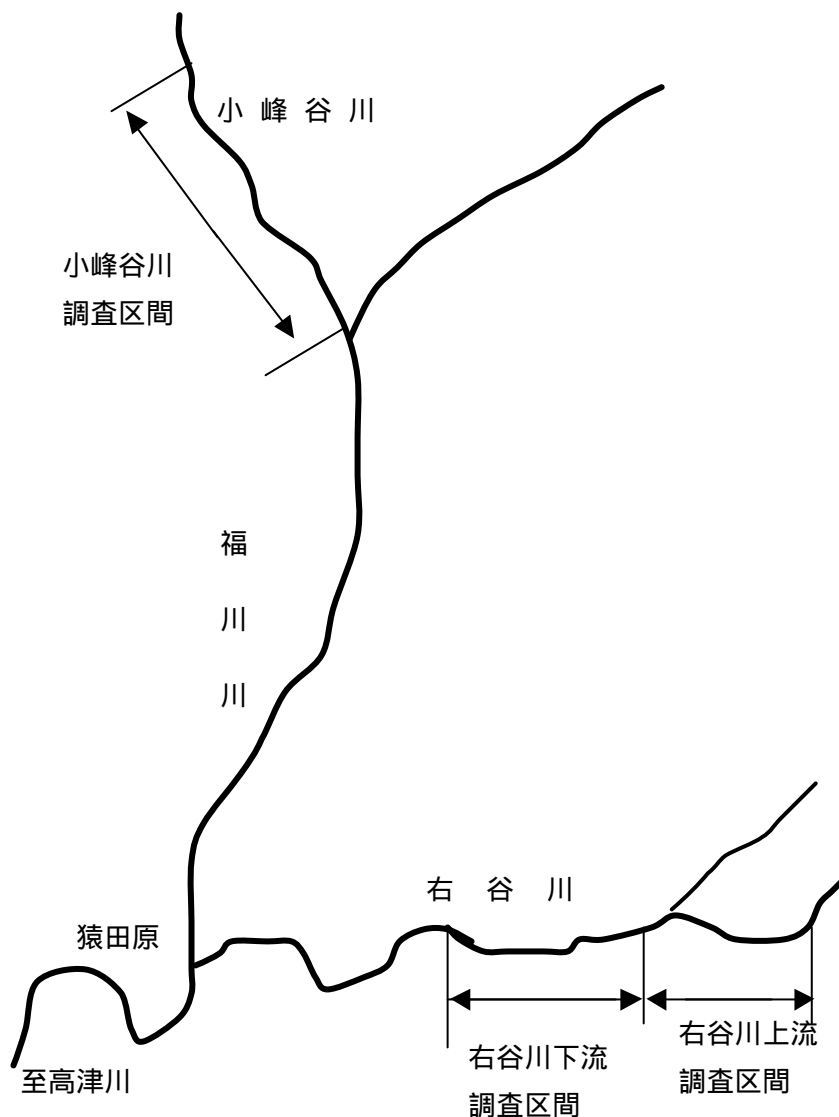 小峰谷川
小峰谷川
調査区間
福
川
川
右谷川
猿田原
右谷川上流
調査区間
右谷川下流
調査区間
至高津川